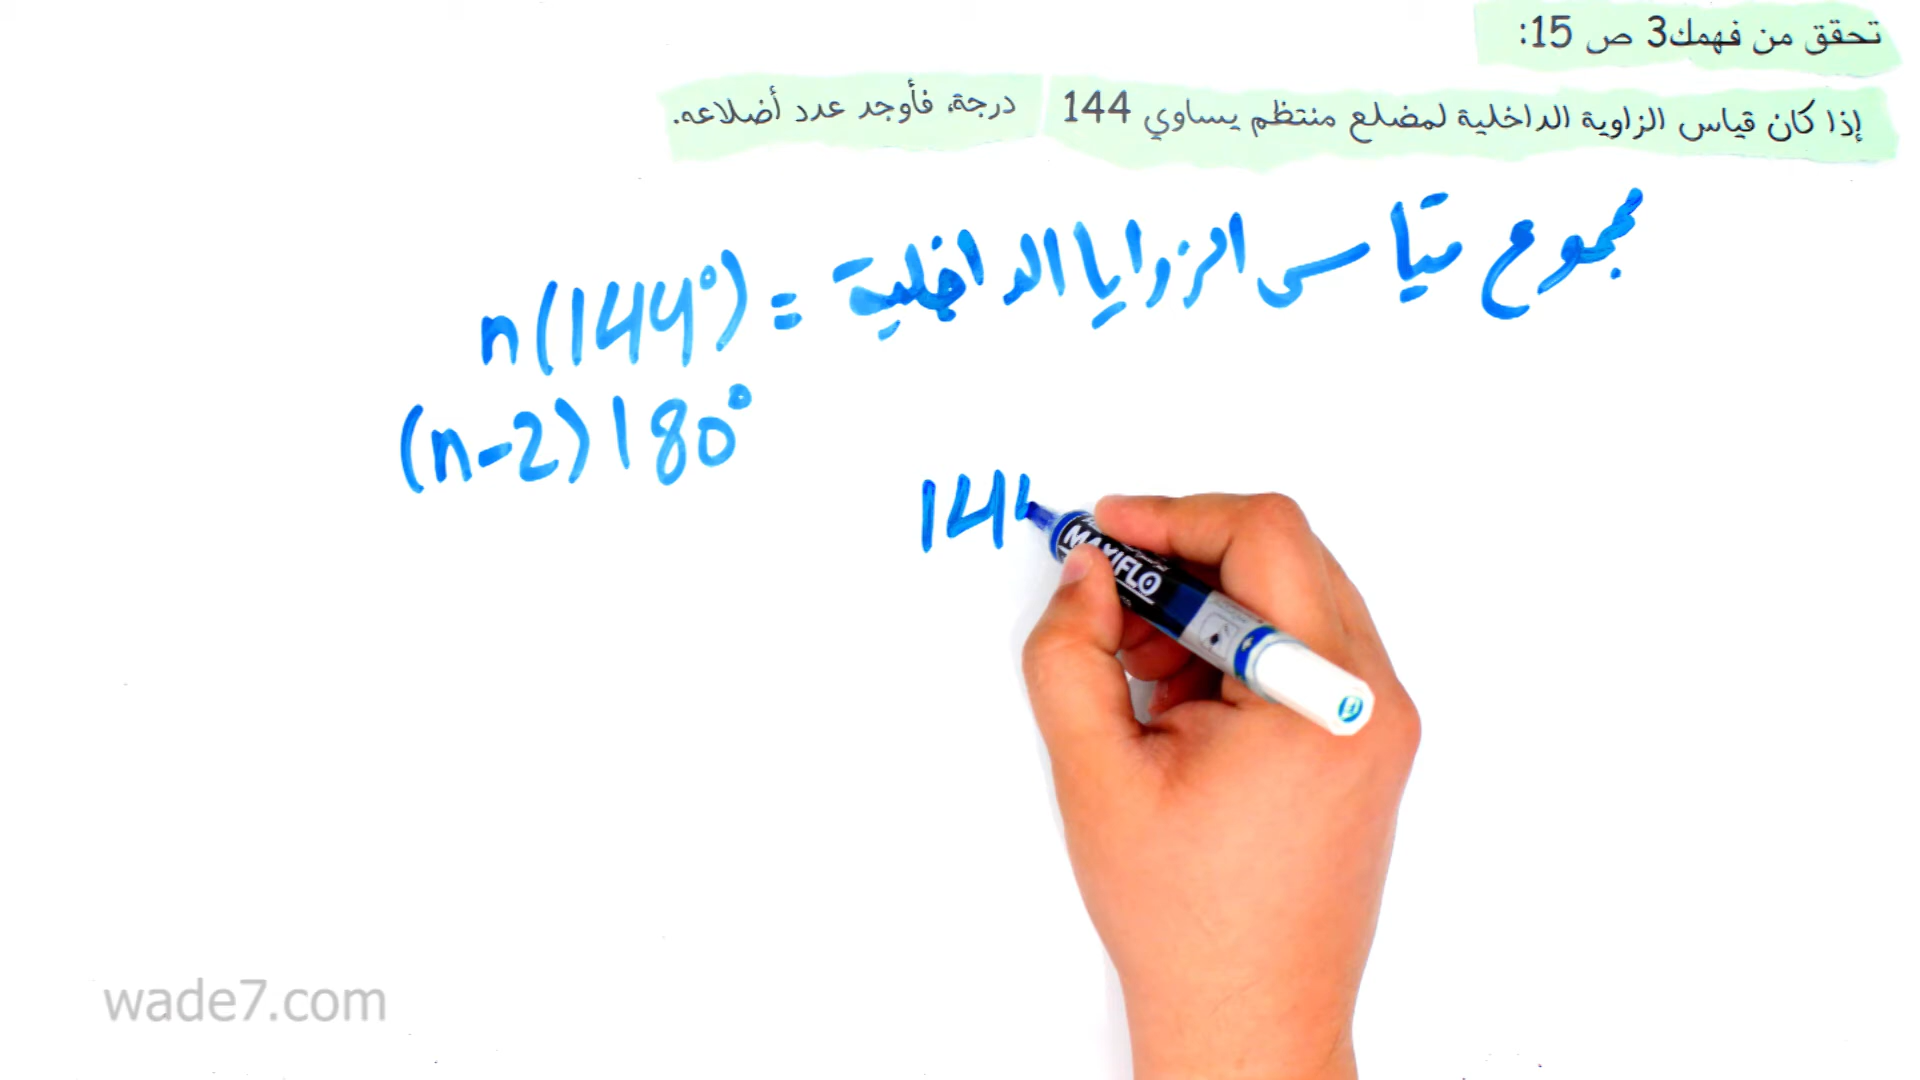 تحقق من فهمك3 ص 15:
إذا كان قياس الزاوية الداخلية لمضلع منتظم يساوي 144 درجة، فأوجد عدد أضلاعه.
مجموع قياس الزوايا الداخلية = n(144°)
(n-2)180°
144
MAXIFLO
wade7.com